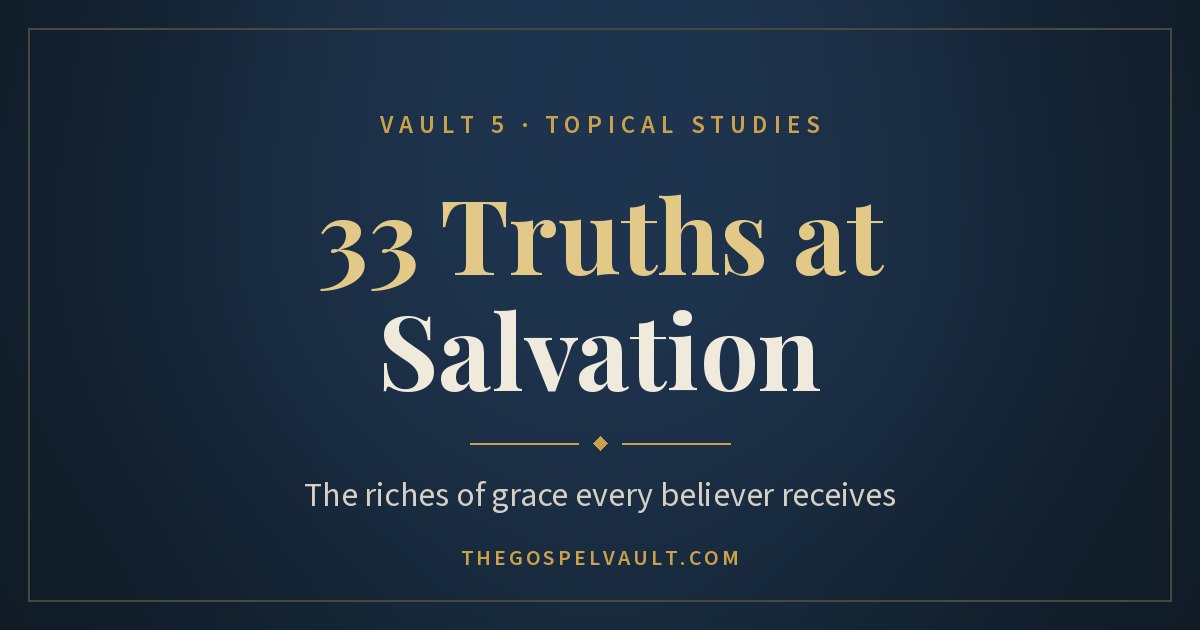 VAULT 5 · TOPICAL STUDIES
33 Truths at
Salvation
The riches of grace every believer receives
THEGOSPELVAULT.COM